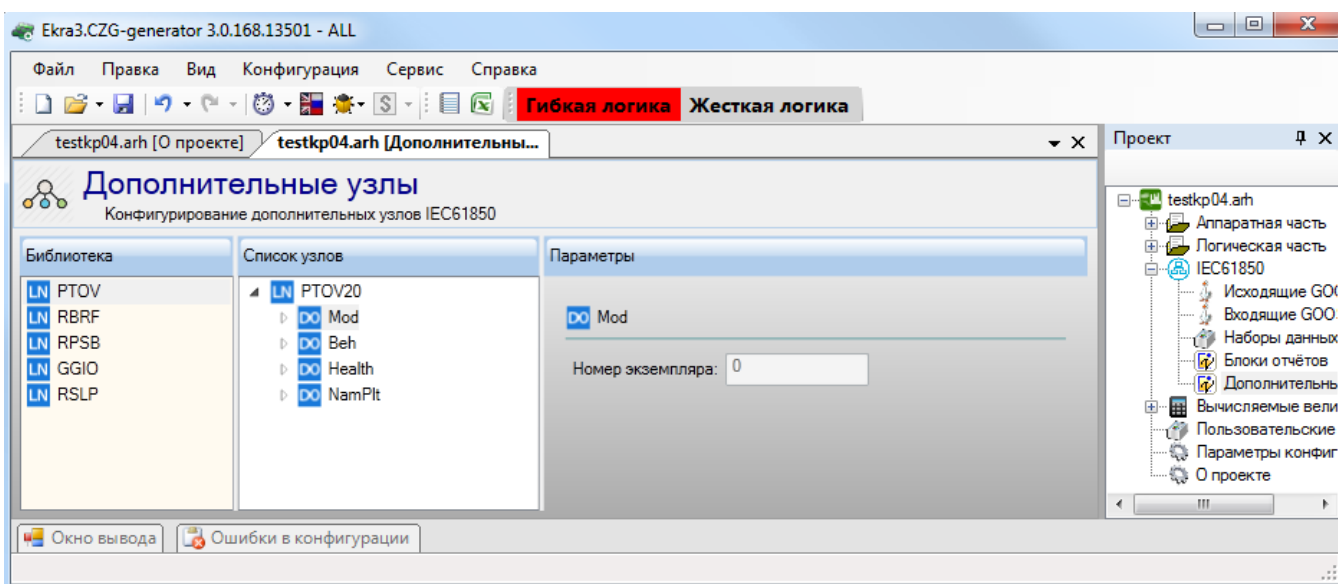 Ekra3.CZG-generator 3.0.168.13501 - ALL
Файл Правка Вид Конфигурация Сервис Справка
Гибкая логика Жесткая логика
testkp04.arh [О проекте] testkp04.arh [Дополнительны...
Дополнительные узлы
Конфигурирование дополнительных узлов IEC61850
Библиотека
LN PTOV
LN RBRF
LN RPSB
LN GGIO
LN RSLP
Список узлов
LN PTOV20
DO Mod
DO Beh
DO Health
DO NamPlt
Параметры
DO Mod
Номер экземпляра: 0
Проект
testkp04.arh
Аппаратная часть
Логическая часть
IEC61850
Исходящие GOO
Входящие GOO
Наборы данных
Блоки отчётов
Дополнительны
Вычисляемые вели
Пользовательские
Параметры конфиг
О проекте
Окно вывода Ошибки в конфигурации